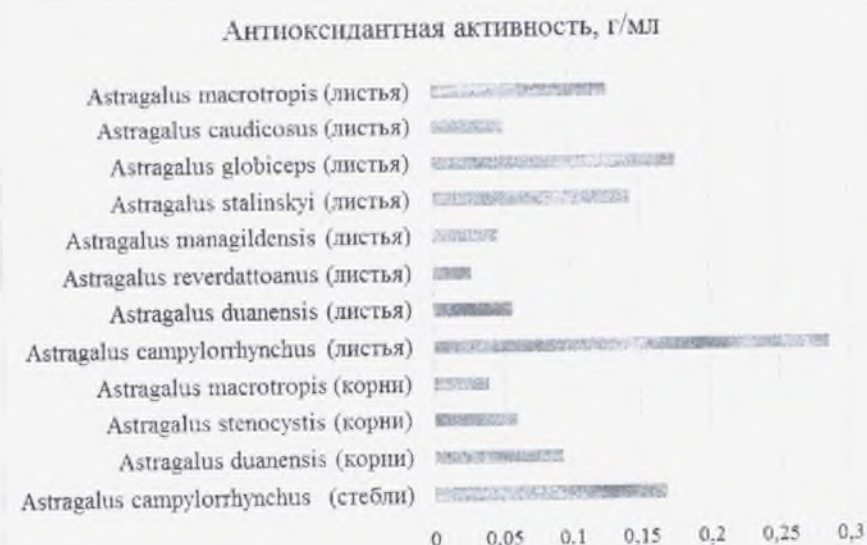 Антиоксидантная активность, г/мл
Astragalus macrotropis (листья)
Astragalus caudicosus (листья)
Astragalus globiceps (листья)
Astragalus stalinskyi (листья)
Astragalus managildensis (листья)
Astragalus reverdattoanus (листья)
Astragalus duanensis (листья)
Astragalus campylorrhynchus (листья)
Astragalus macrotropis (корни)
Astragalus stenocystis (корни)
Astragalus duanensis (корни)
Astragalus campylorrhynchus (стебли)
0 0,05 0,1 0,15 0,2 0,25 0,3